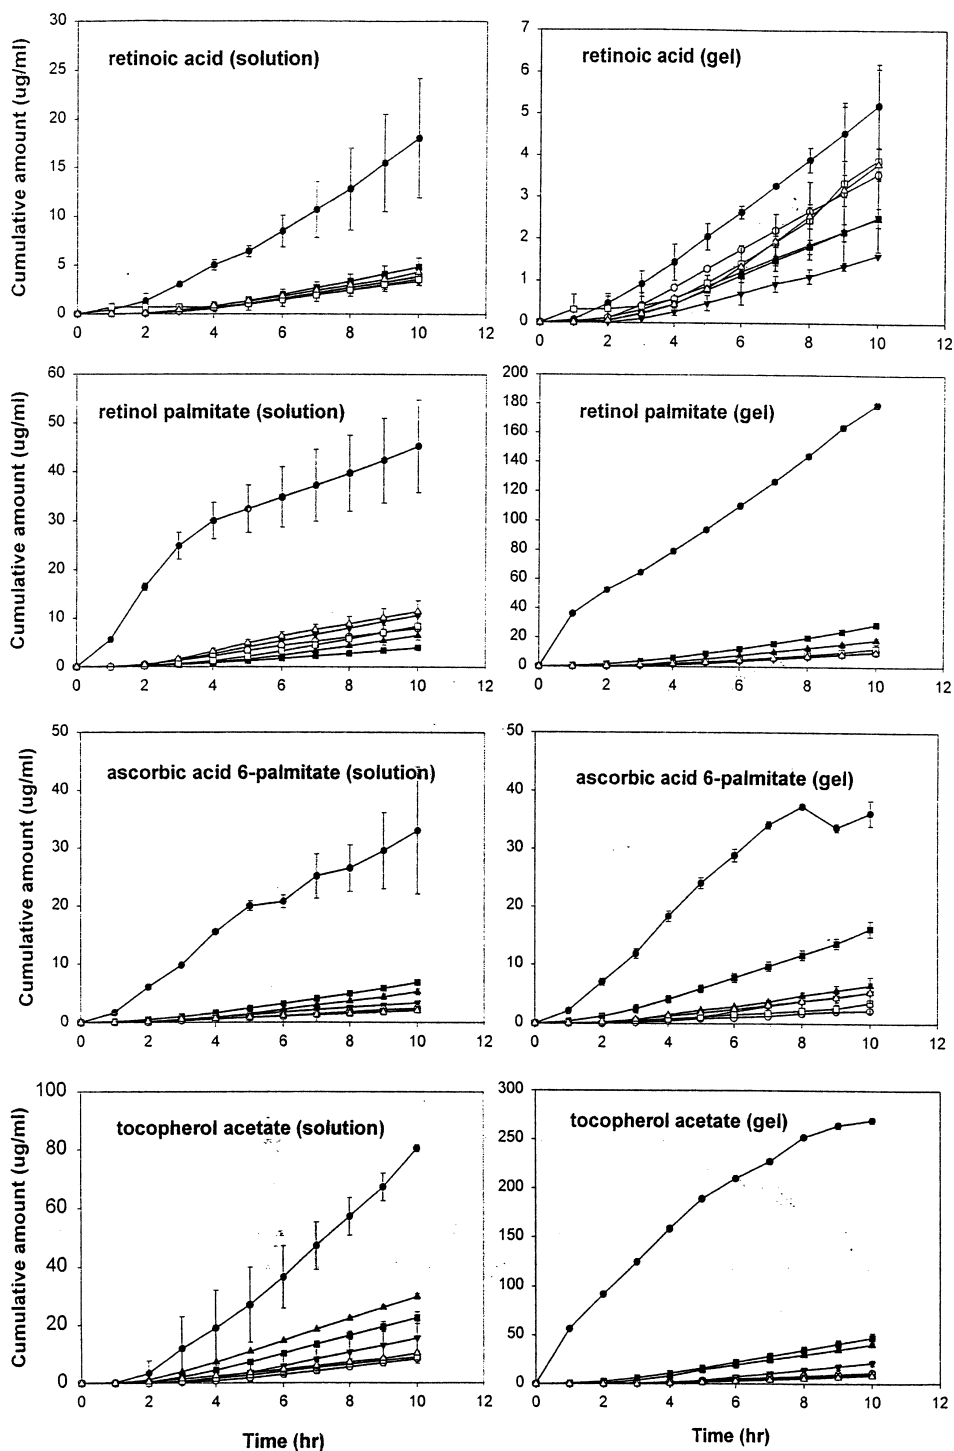 retinoic acid (solution)
Cumulative amount (ug/ml)
30
25
20
15
10
5
0
0 2 4 6 8 10 12
retinoic acid (gel)
7
6
5
4
3
2
1
0
0 2 4 6 8 10 12
retinol palmitate (solution)
Cumulative amount (ug/ml)
60
50
40
30
20
10
0
0 2 4 6 8 10 12
retinol palmitate (gel)
200
180
160
140
120
100
80
60
40
20
0
0 2 4 6 8 10 12
ascorbic acid 6-palmitate (solution)
Cumulative amount (ug/ml)
50
40
30
20
10
0
0 2 4 6 8 10 12
ascorbic acid 6-palmitate (gel)
50
40
30
20
10
0
0 2 4 6 8 10 12
tocopherol acetate (solution)
Cumulative amount (ug/ml)
100
80
60
40
20
0
0 2 4 6 8 10 12
Time (hr)
tocopherol acetate (gel)
300
250
200
150
100
50
0
0 2 4 6 8 10 12
Time (hr)